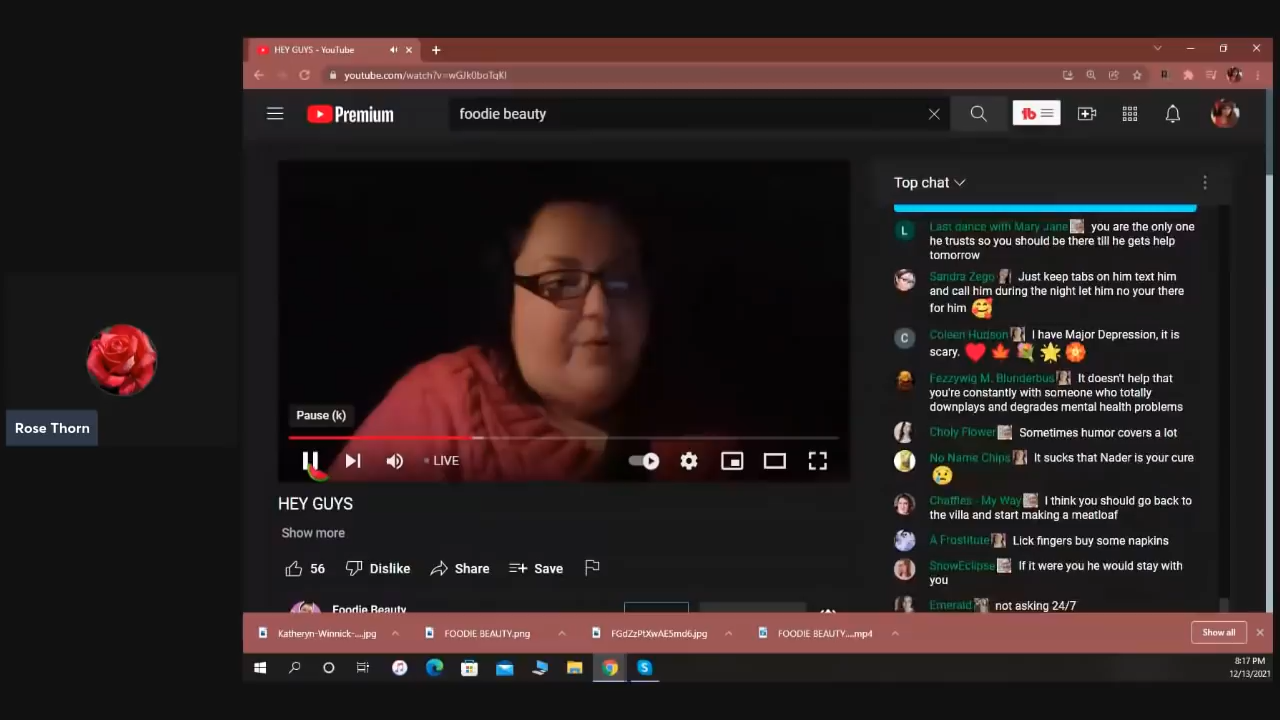 HEY GUYS - YouTube
youtube.com/watch?v=wGJk0boTqKI
Premium
foodie beauty
Top chat
Last dance with Mary Jane you are the only one
he trusts so you should be there till he gets help
tomorrow
Sandra Zego Just keep tabs on him text him
and call him during the night let him no your there
for him
Coleen Hudson I have Major Depression, it is
scary.
Fezzywig M. Blunderbus It doesn't help that
you're constantly with someone who totally
downplays and degrades mental health problems
Choly Flower Sometimes humor covers a lot
No Name Chips It sucks that Nader is your cure
Chaffles - My Way I think you should go back to
the villa and start making a meatloaf
A Frostitute Lick fingers buy some napkins
SnowEclipse If it were you he would stay with
you
Emerald not asking 24/7
Pause (k)
LIVE
HEY GUYS
Show more
56 Dislike Share Save
Foodie Beauty
Rose Thorn
Katheryn-Winnick-....jpg
FOODIE BEAUTY.png
FGdZzPtXwAE5md6.jpg
FOODIE BEAUTY....mp4
Show all
8:17 PM
12/13/2021